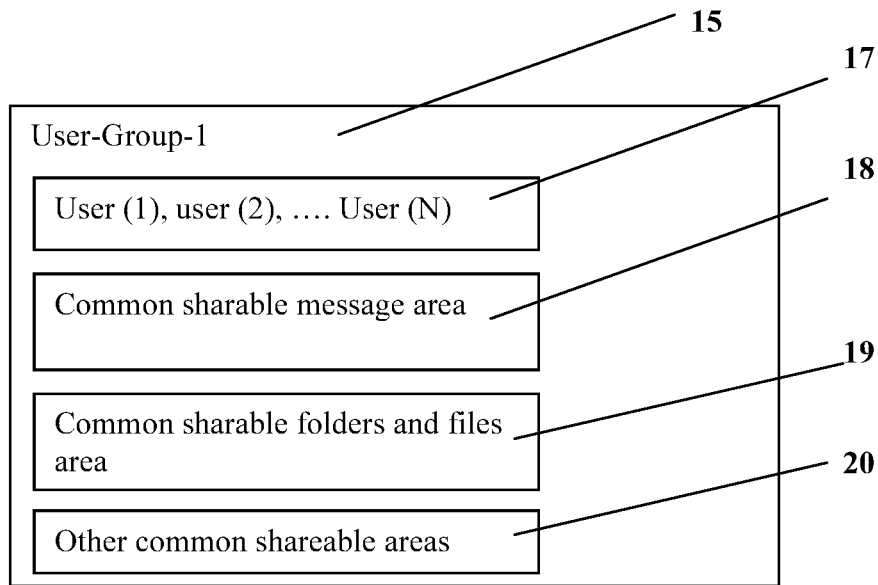 15
17
User-Group-1
18
User (1), user (2), …. User (N)
Common sharable message area
19
Common sharable folders and files
area
20
Other common shareable areas